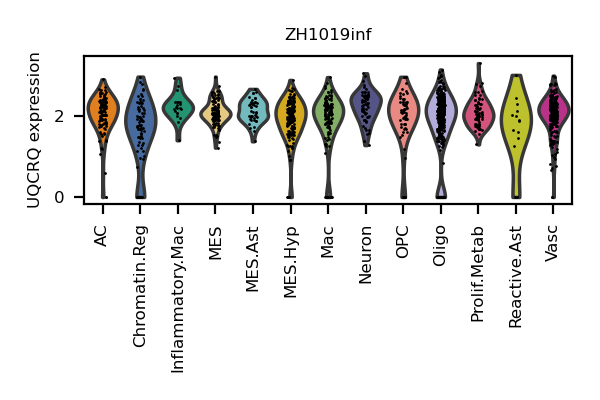 ZH1019inf
UQCRQ expression
2
0
AC
Chromatin.Reg
Inflammatory.Mac
MES
MES.Ast
MES.Hyp
Mac
Neuron
OPC
Oligo
Prolif.Metab
Reactive.Ast
Vasc